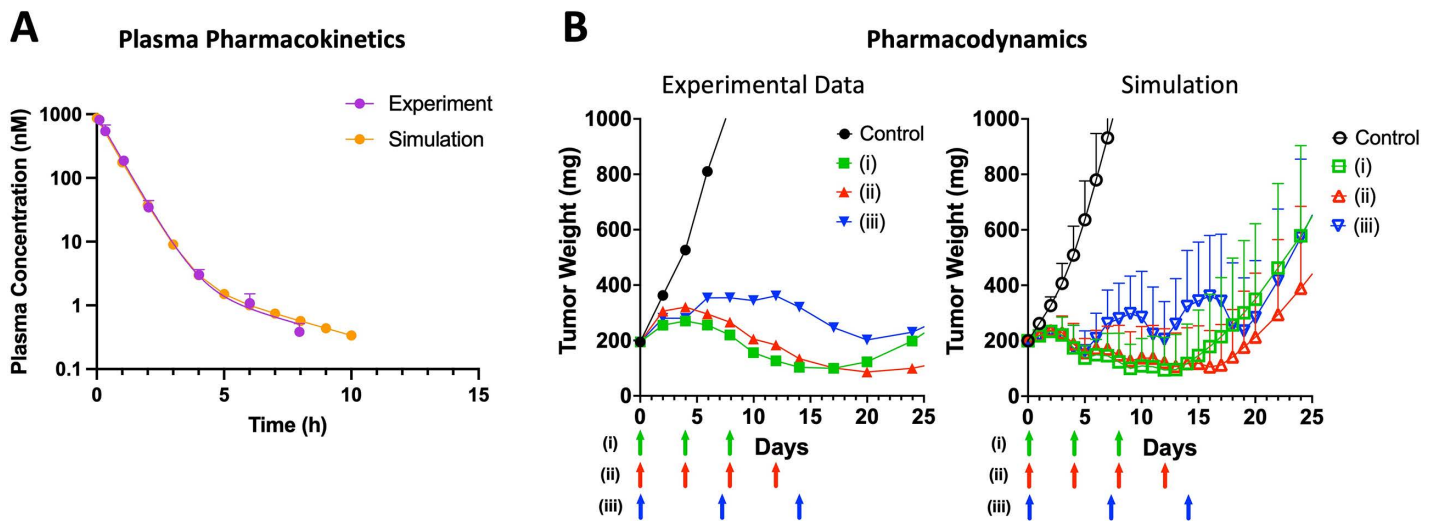 A
Plasma Pharmacokinetics
Plasma Concentration (nM)
1000
100
10
1
0.1
0
5
10
15
Time (h)
Experiment
Simulation
B
Pharmacodynamics
Experimental Data
Tumor Weight (mg)
1000
800
600
400
200
0
0
5
10
15
20
25
Days
Control
(i)
(ii)
(iii)
(i)
(ii)
(iii)
Simulation
Tumor Weight (mg)
1000
800
600
400
200
0
0
5
10
15
20
25
Days
Control
(i)
(ii)
(iii)
(i)
(ii)
(iii)